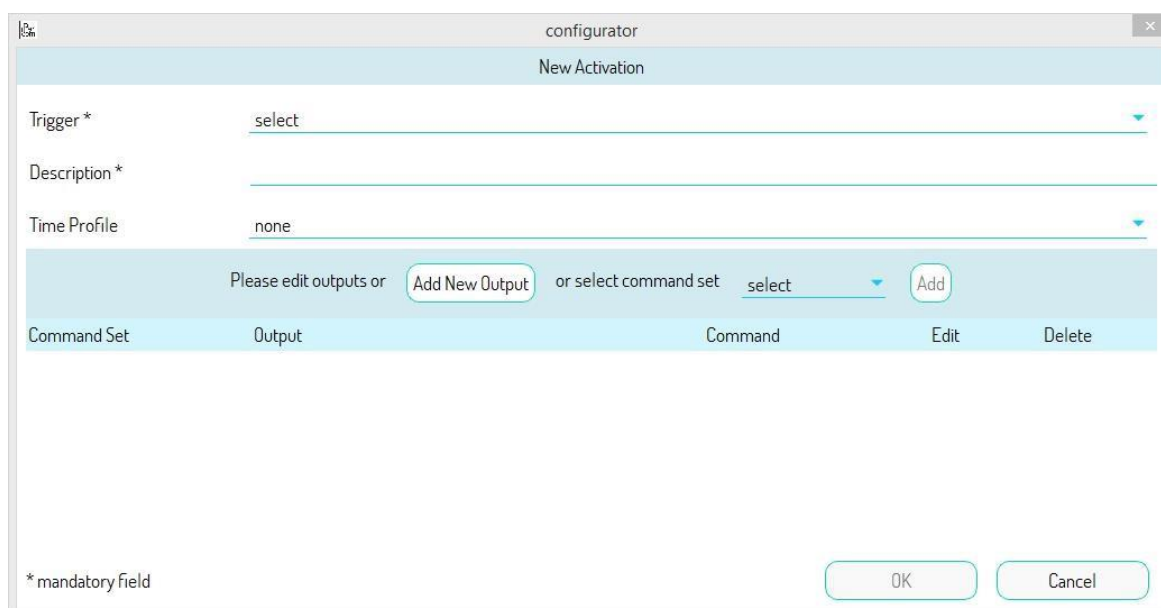 configurator
New Activation
Trigger * select
Description *
Time Profile none
Please edit outputs or Add New Output or select command set select Add
Command Set Output Command Edit Delete
* mandatory field OK Cancel